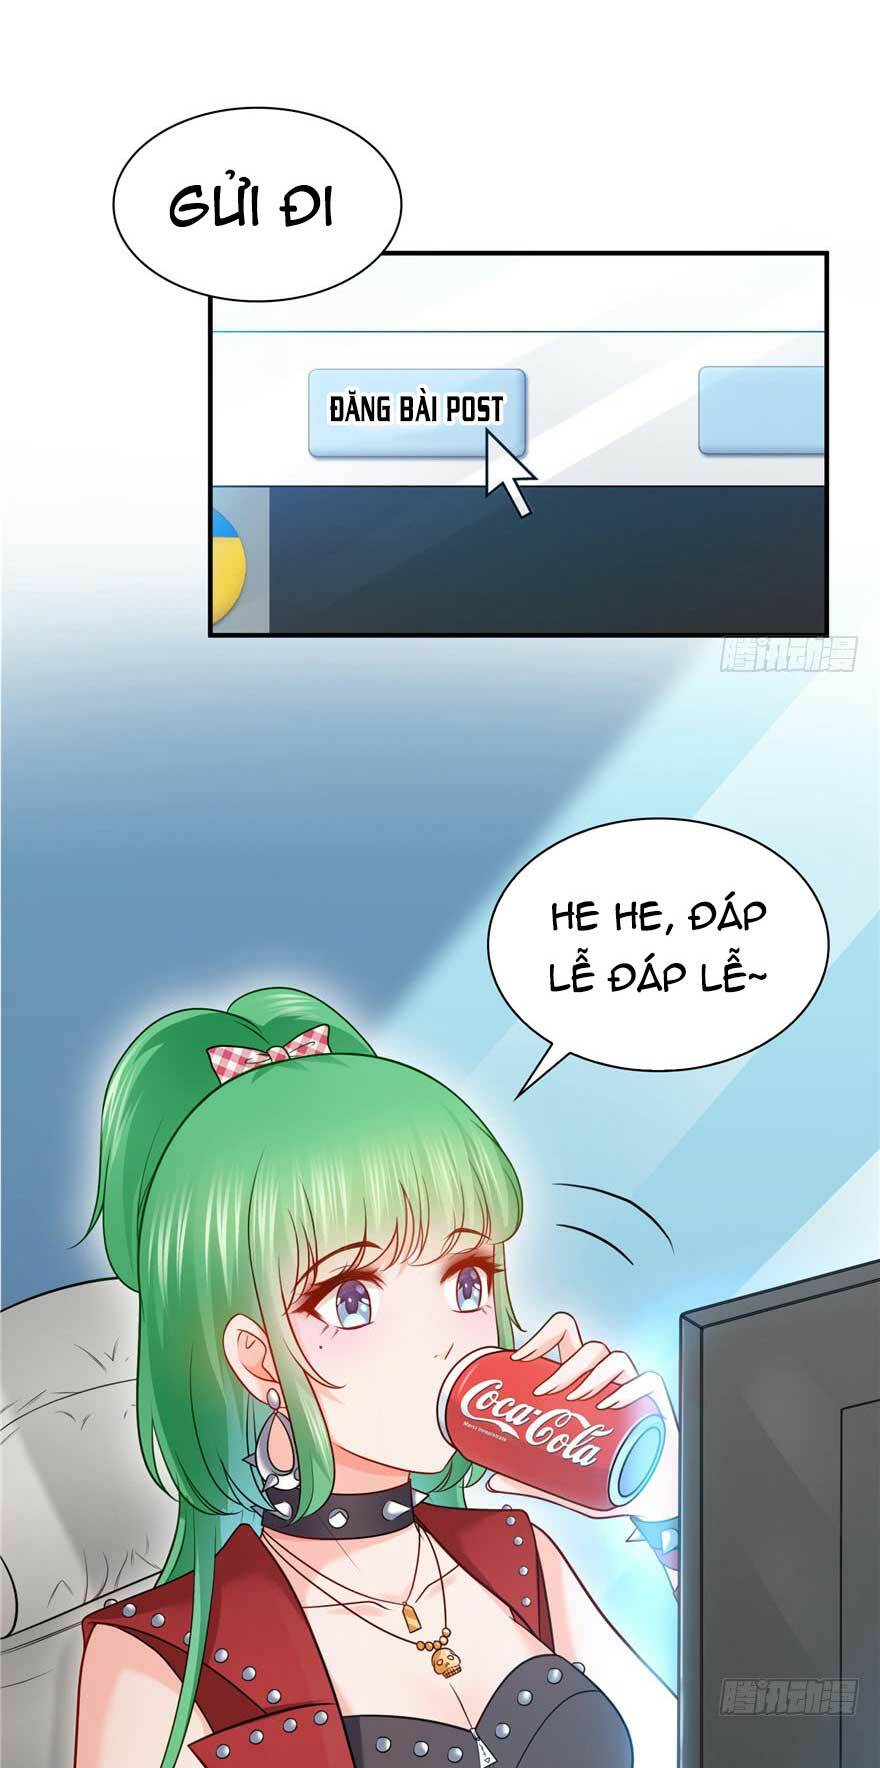 GỬI ĐI
ĐĂNG BÀI POST
腾讯动漫
HE HE, ĐÁP
LỄ ĐÁP LỄ~
Coca-Cola
腾讯动漫